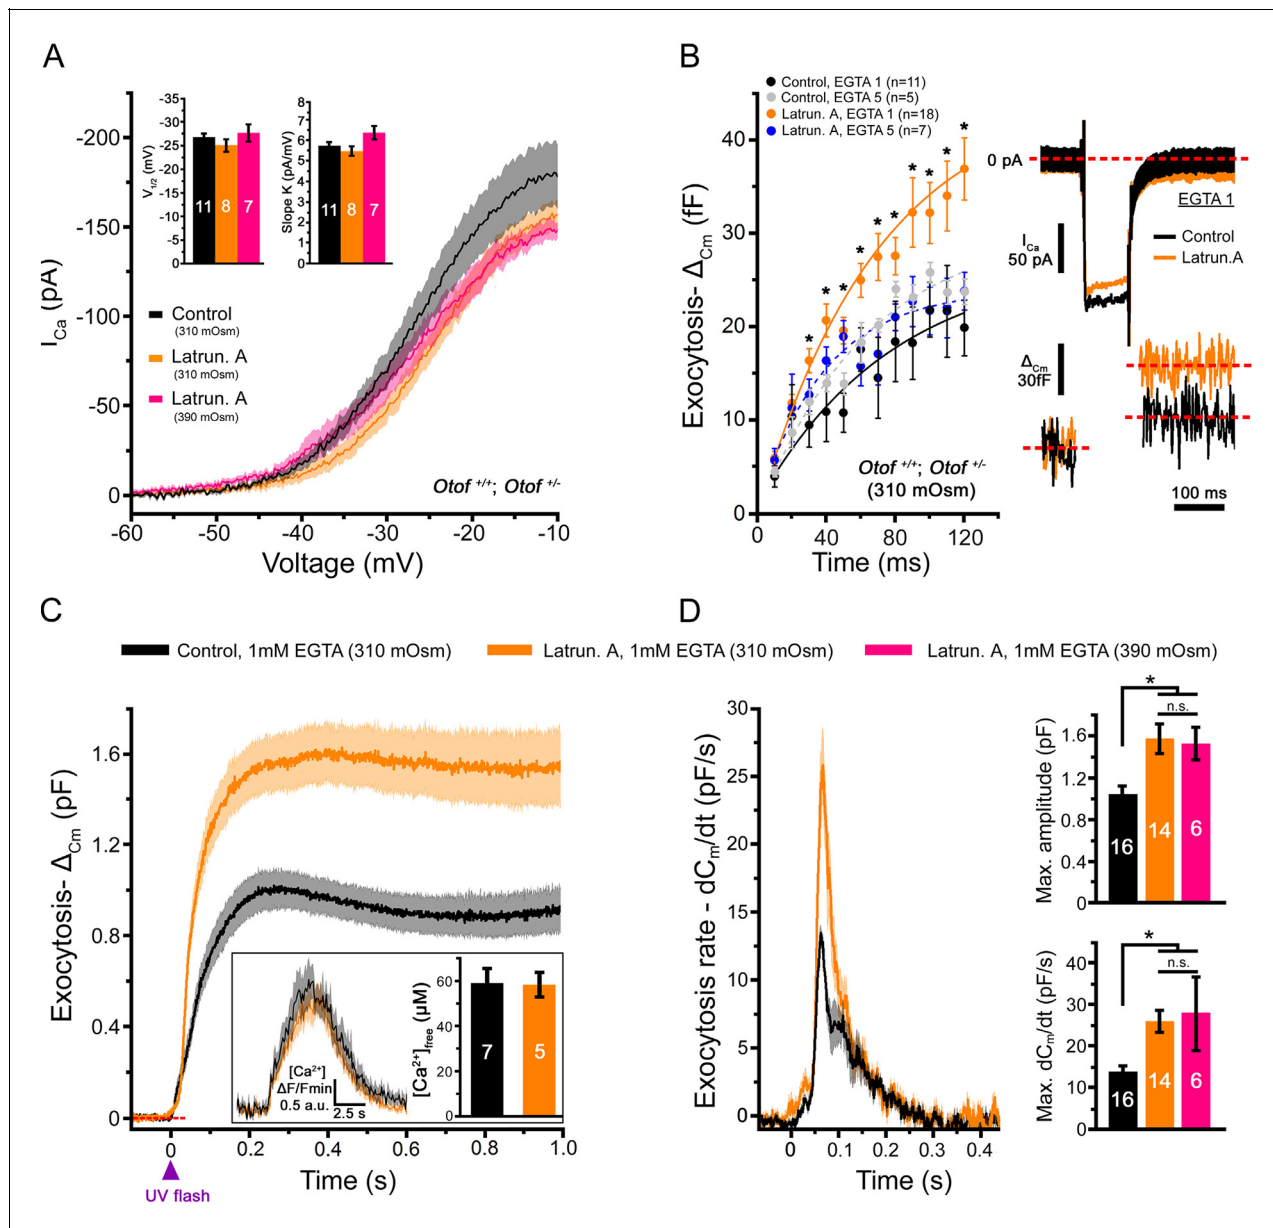 A
-200
-150
-100
-50
0
I_Ca (pA)
-60
-50
-40
-30
-20
-10
Voltage (mV)
-35
-30
-25
-20
-15
-10
-5
0
V_1/2 (mV)
11
8
7
8
7
6
5
4
3
2
1
0
Slope K (pA/mV)
11
8
7
Control
(310 mOsm)
Latrun. A
(310 mOsm)
Latrun. A
(390 mOsm)
Otof +/+; Otof +/-
B
Control, EGTA 1 (n=11)
Control, EGTA 5 (n=5)
Latrun. A, EGTA 1 (n=18)
Latrun. A, EGTA 5 (n=7)
40
30
20
10
0
Exocytosis- Δ_Cm (fF)
* * * * * * * * * *
Otof +/+; Otof +/-
(310 mOsm)
0
40
80
120
Time (ms)
0 pA
EGTA 1
I_Ca
50 pA
Control
Latrun.A
Δ_Cm
30fF
100 ms
C
Control, 1mM EGTA (310 mOsm)
Latrun. A, 1mM EGTA (310 mOsm)
Latrun. A, 1mM EGTA (390 mOsm)
1.6
1.2
0.8
0.4
0
Exocytosis- Δ_Cm (pF)
[Ca2+]
ΔF/Fmin
0.5 a.u.
2.5 s
[Ca2+]free (µM)
60
40
20
0
7
5
0
0.2
0.4
0.6
0.8
1.0
Time (s)
UV flash
D
30
25
20
15
10
5
0
Exocytosis rate - dCm/dt (pF/s)
0
0.1
0.2
0.3
0.4
Time (s)
*
n.s.
1.6
1.2
0.8
0.4
0
Max. amplitude (pF)
16
14
6
*
n.s.
40
30
20
10
0
Max. dCm/dt (pF/s)
16
14
6